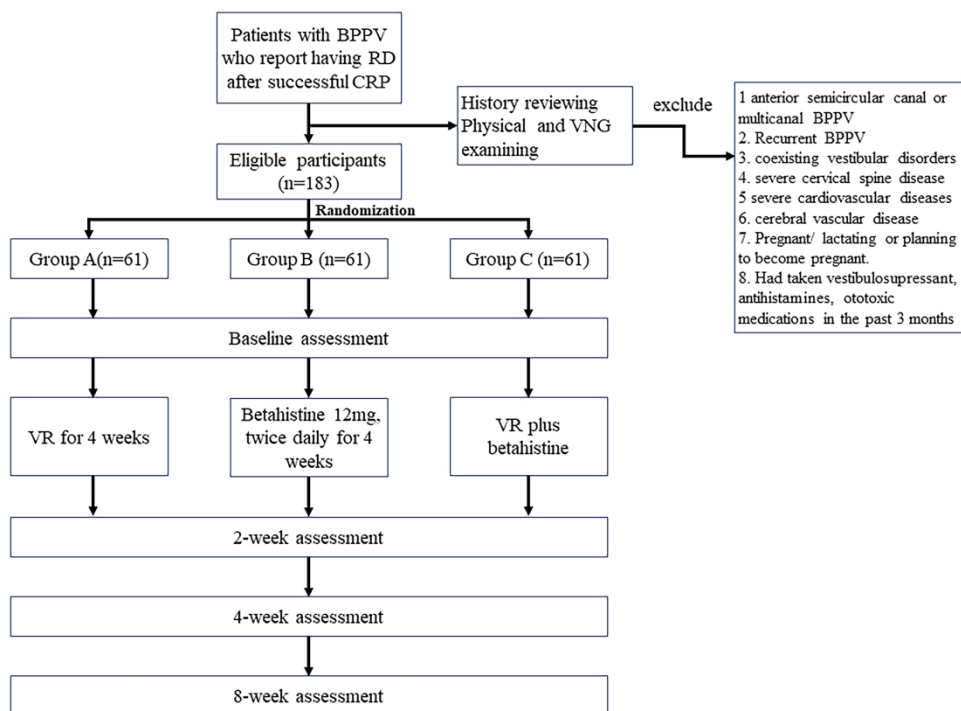 Patients with BPPV
who report having RD
after successful CRP
History reviewing
Physical and VNG
examining
exclude
1 anterior semicircular canal or
multicanal BPPV
2. Recurrent BPPV
3. coexisting vestibular disorders
4. severe cervical spine disease
5 severe cardiovascular diseases
6. cerebral vascular disease
7. Pregnant/ lactating or planning
to become pregnant.
8. Had taken vestibulosupressant,
antihistamines, ototoxic
medications in the past 3 months
Eligible participants
(n=183)
Randomization
Group A(n=61)
Group B (n=61)
Group C (n=61)
Baseline assessment
VR for 4 weeks
Betahistine 12mg,
twice daily for 4
weeks
VR plus
betahistine
2-week assessment
4-week assessment
8-week assessment